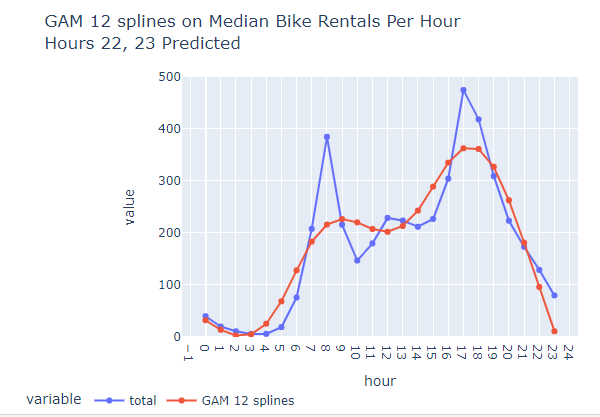 GAM 12 splines on Median Bike Rentals Per Hour
Hours 22, 23 Predicted
500
400
300
200
100
0
value
−1 0 1 2 3 4 5 6 7 8 9 10 11 12 13 14 15 16 17 18 19 20 21 22 23 24
hour
variable total GAM 12 splines